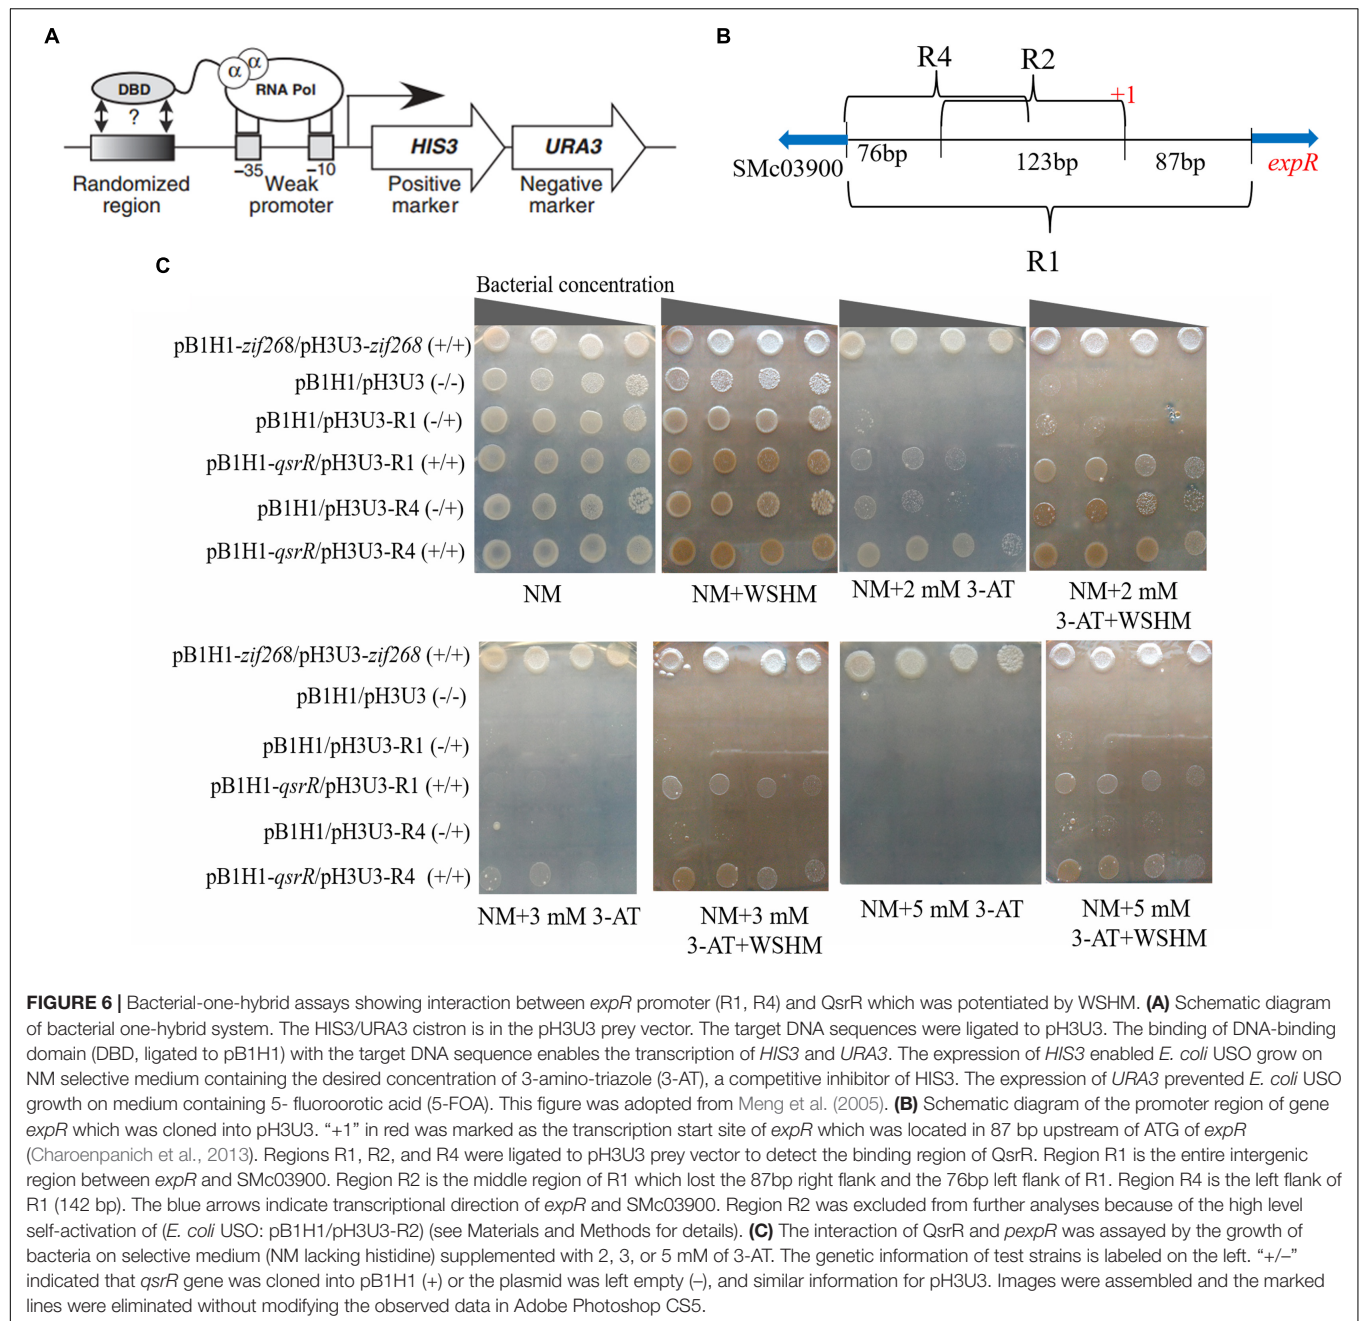 A
B
DBD
α
α
RNA Pol
?
HIS3
URA3
−35
−10
Randomized
region
Weak
promoter
Positive
marker
Negative
marker
R4
R2
+1
76bp
123bp
87bp
SMc03900
expR
R1
C
Bacterial concentration
pB1H1-zif268/pH3U3-zif268 (+/+)
pB1H1/pH3U3 (-/-)
pB1H1/pH3U3-R1 (-/+)
pB1H1-qsrR/pH3U3-R1 (+/+)
pB1H1/pH3U3-R4 (-/+)
pB1H1-qsrR/pH3U3-R4 (+/+)
NM
NM+WSHM
NM+2 mM 3-AT
NM+2 mM
3-AT+WSHM
pB1H1-zif268/pH3U3-zif268 (+/+)
pB1H1/pH3U3 (-/-)
pB1H1/pH3U3-R1 (-/+)
pB1H1-qsrR/pH3U3-R1 (+/+)
pB1H1/pH3U3-R4 (-/+)
pB1H1-qsrR/pH3U3-R4 (+/+)
NM+3 mM 3-AT
NM+3 mM
3-AT+WSHM
NM+5 mM 3-AT
NM+5 mM
3-AT+WSHM
FIGURE 6 | Bacterial-one-hybrid assays showing interaction between expR promoter (R1, R4) and QsrR which was potentiated by WSHM. (A) Schematic diagram
of bacterial one-hybrid system. The HIS3/URA3 cistron is in the pH3U3 prey vector. The target DNA sequences were ligated to pH3U3. The binding of DNA-binding
domain (DBD, ligated to pB1H1) with the target DNA sequence enables the transcription of HIS3 and URA3. The expression of HIS3 enabled E. coli USO grow on
NM selective medium containing the desired concentration of 3-amino-triazole (3-AT), a competitive inhibitor of HIS3. The expression of URA3 prevented E. coli USO
growth on medium containing 5- fluoroorotic acid (5-FOA). This figure was adopted from Meng et al. (2005). (B) Schematic diagram of the promoter region of gene
expR which was cloned into pH3U3. “+1” in red was marked as the transcription start site of expR which was located in 87 bp upstream of ATG of expR
(Charoenpanich et al., 2013). Regions R1, R2, and R4 were ligated to pH3U3 prey vector to detect the binding region of QsrR. Region R1 is the entire intergenic
region between expR and SMc03900. Region R2 is the middle region of R1 which lost the 87bp right flank and the 76bp left flank of R1. Region R4 is the left flank of
R1 (142 bp). The blue arrows indicate transcriptional direction of expR and SMc03900. Region R2 was excluded from further analyses because of the high level
self-activation of (E. coli USO: pB1H1/pH3U3-R2) (see Materials and Methods for details). (C) The interaction of QsrR and pexpR was assayed by the growth of
bacteria on selective medium (NM lacking histidine) supplemented with 2, 3, or 5 mM of 3-AT. The genetic information of test strains is labeled on the left. “+/–”
indicated that qsrR gene was cloned into pB1H1 (+) or the plasmid was left empty (–), and similar information for pH3U3. Images were assembled and the marked
lines were eliminated without modifying the observed data in Adobe Photoshop CS5.